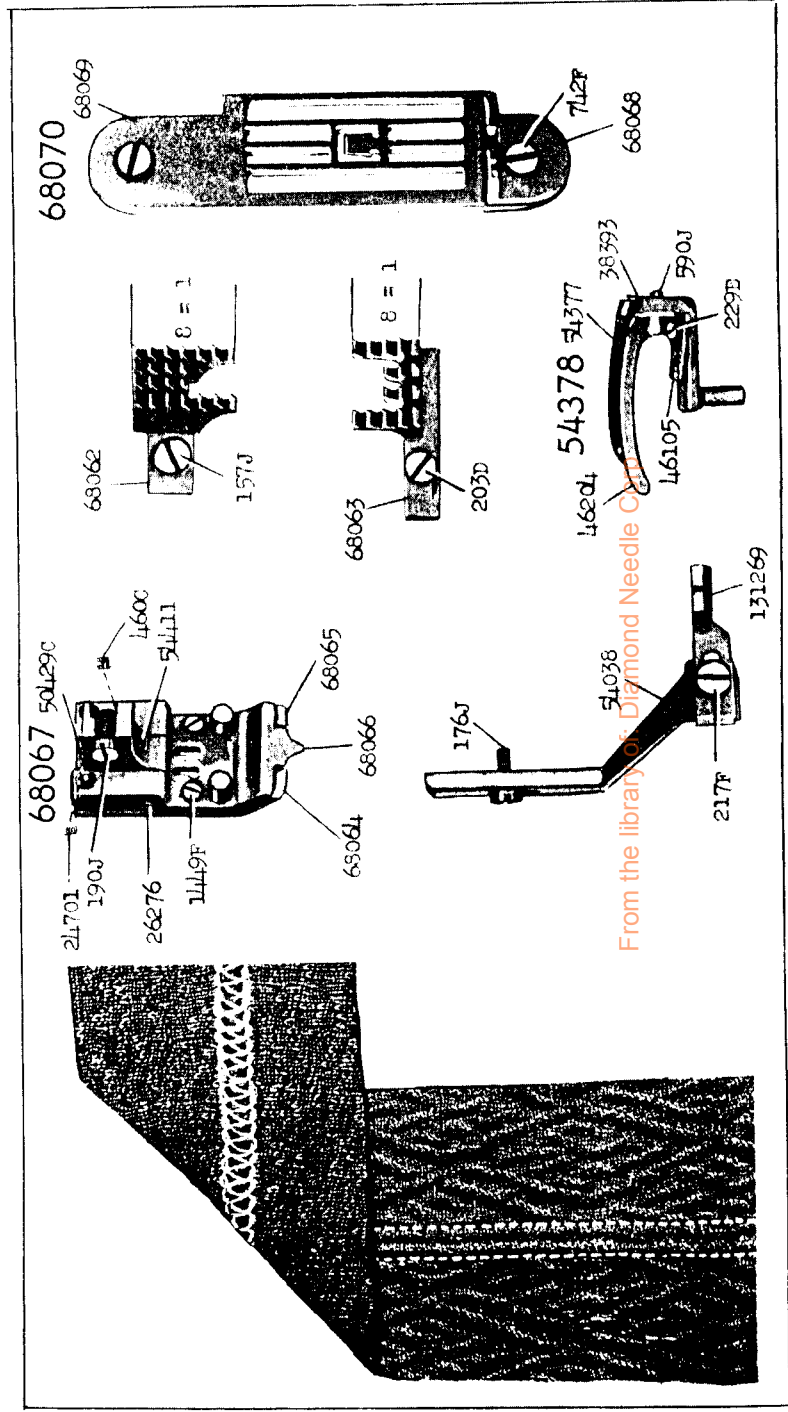 68070
68069
742F
68068
68062
157J
8 = 1
68063
203D
8 = 1
54378
54377
38393
590J
229D
46105
46204
68067
50429C
460C
54411
24701
190J
26276
1449F
68064
68066
68065
176J
54038
217F
131269
From the library of: Diamond Needle Corp